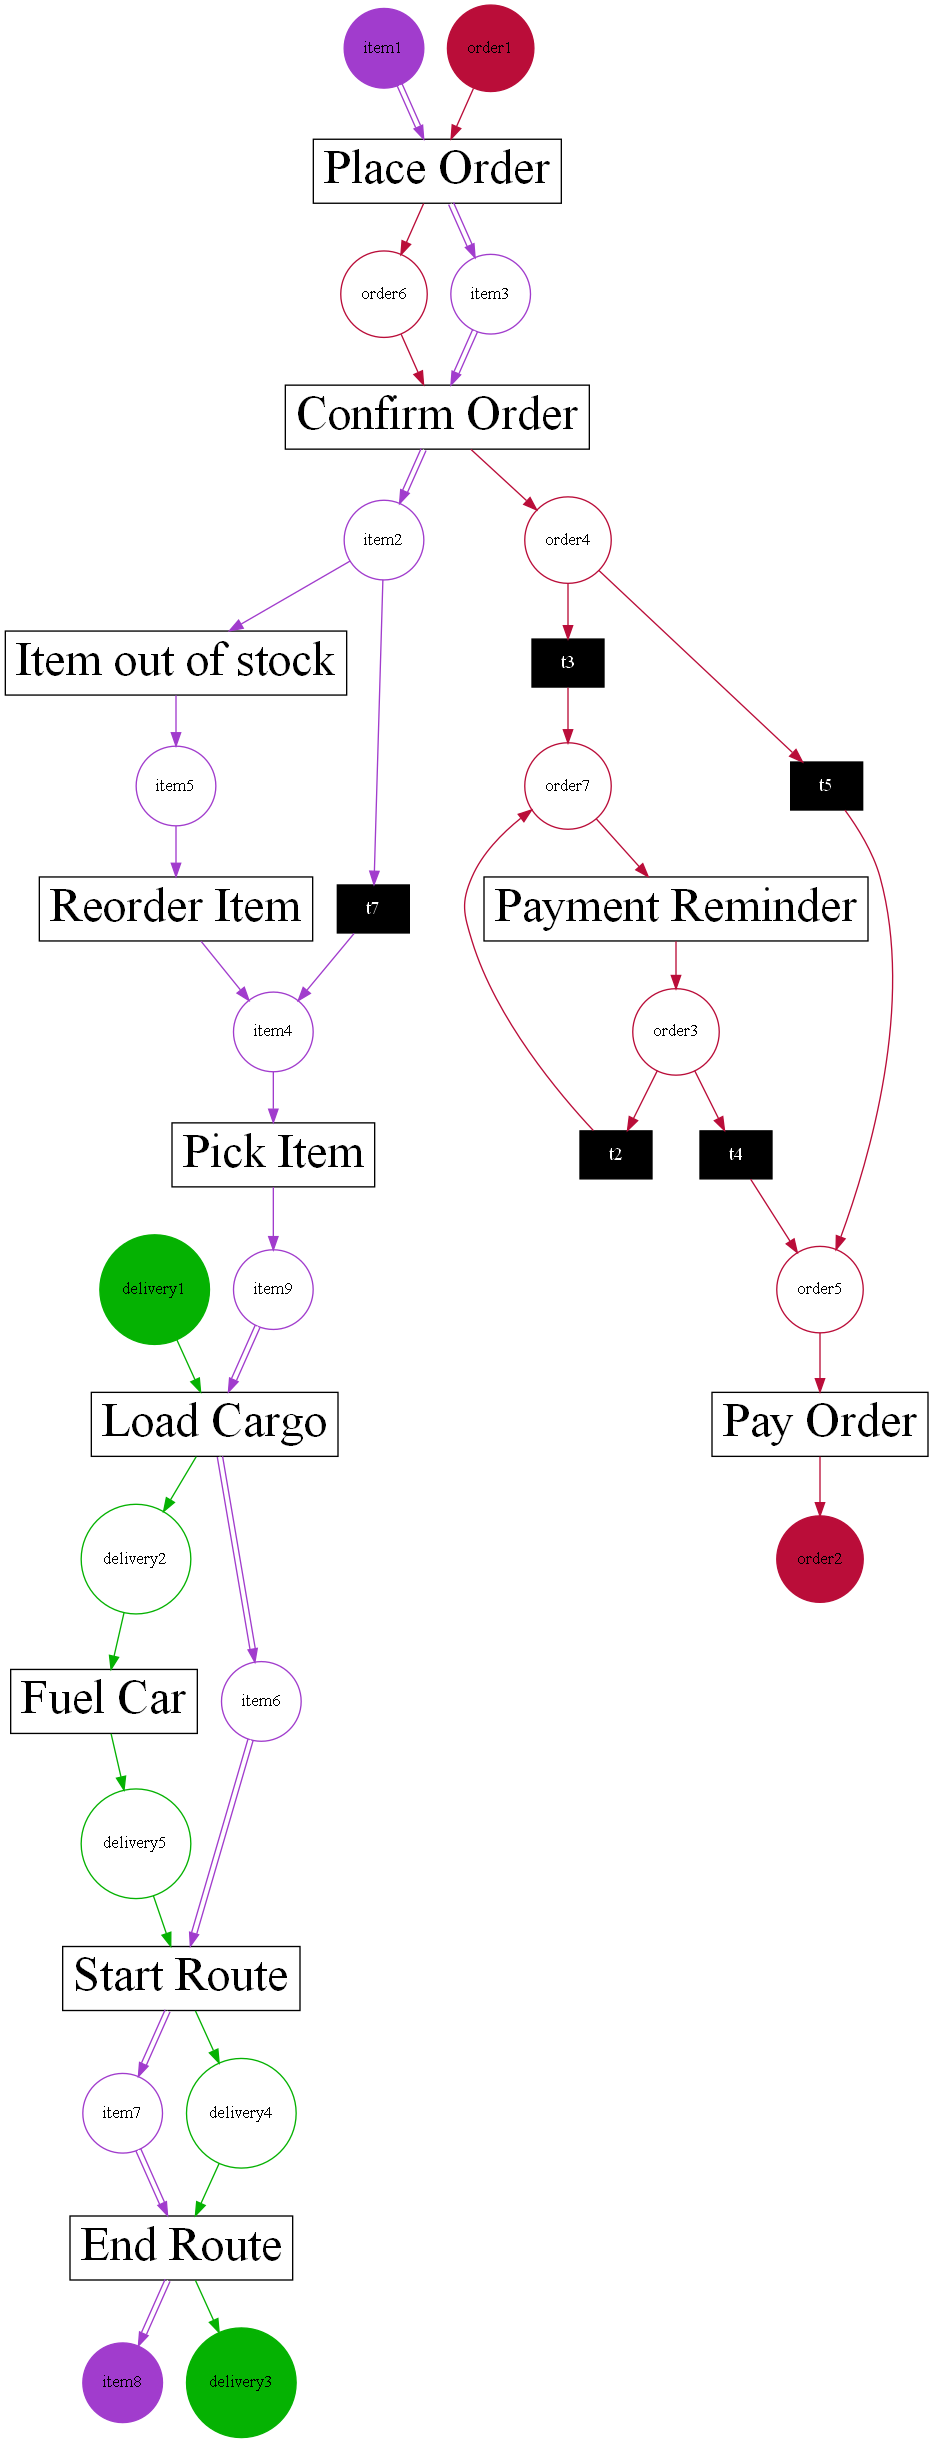 item1
order1
Place Order
order6
item3
Confirm Order
item2
order4
Item out of stock
t3
item5
order7
t5
Reorder Item
t7
Payment Reminder
item4
order3
Pick Item
t2
t4
delivery1
item9
order5
Load Cargo
Pay Order
delivery2
order2
Fuel Car
item6
delivery5
Start Route
item7
delivery4
End Route
item8
delivery3